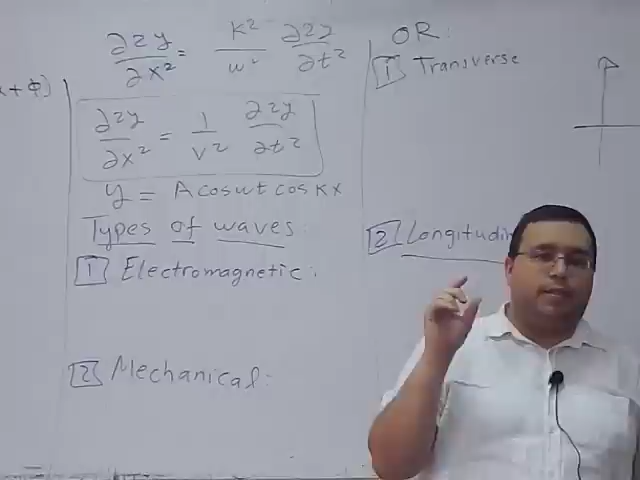 x + φ)
∂²y/∂x² = k²/w² ∂²y/∂t²
∂²y/∂x² = 1/v² ∂²y/∂t²
y = A cos wt cos kx
Types of waves
1 Electromagnetic:
2 Mechanical:
OR:
1 Transverse
2 Longitudin